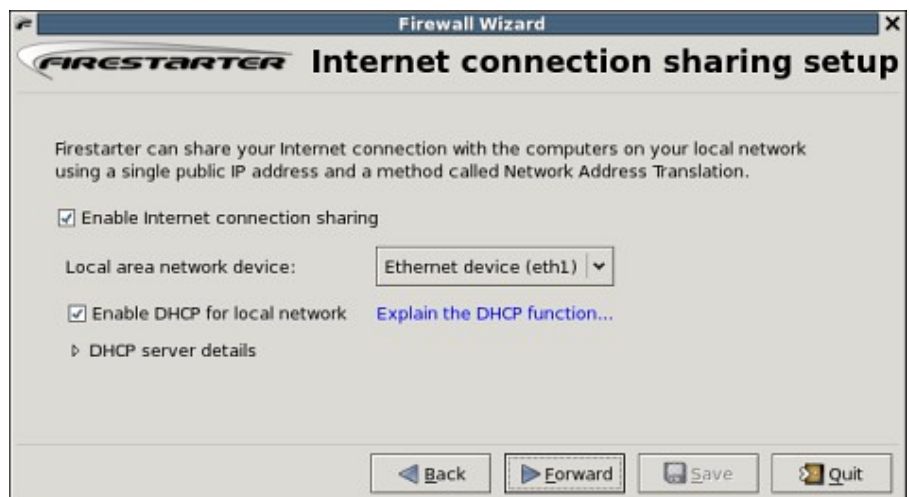 Firewall Wizard
FIRESTARTER Internet connection sharing setup
Firestarter can share your Internet connection with the computers on your local network
using a single public IP address and a method called Network Address Translation.
Enable Internet connection sharing
Local area network device: Ethernet device (eth1)
Enable DHCP for local network Explain the DHCP function...
DHCP server details
Back Forward Save Quit